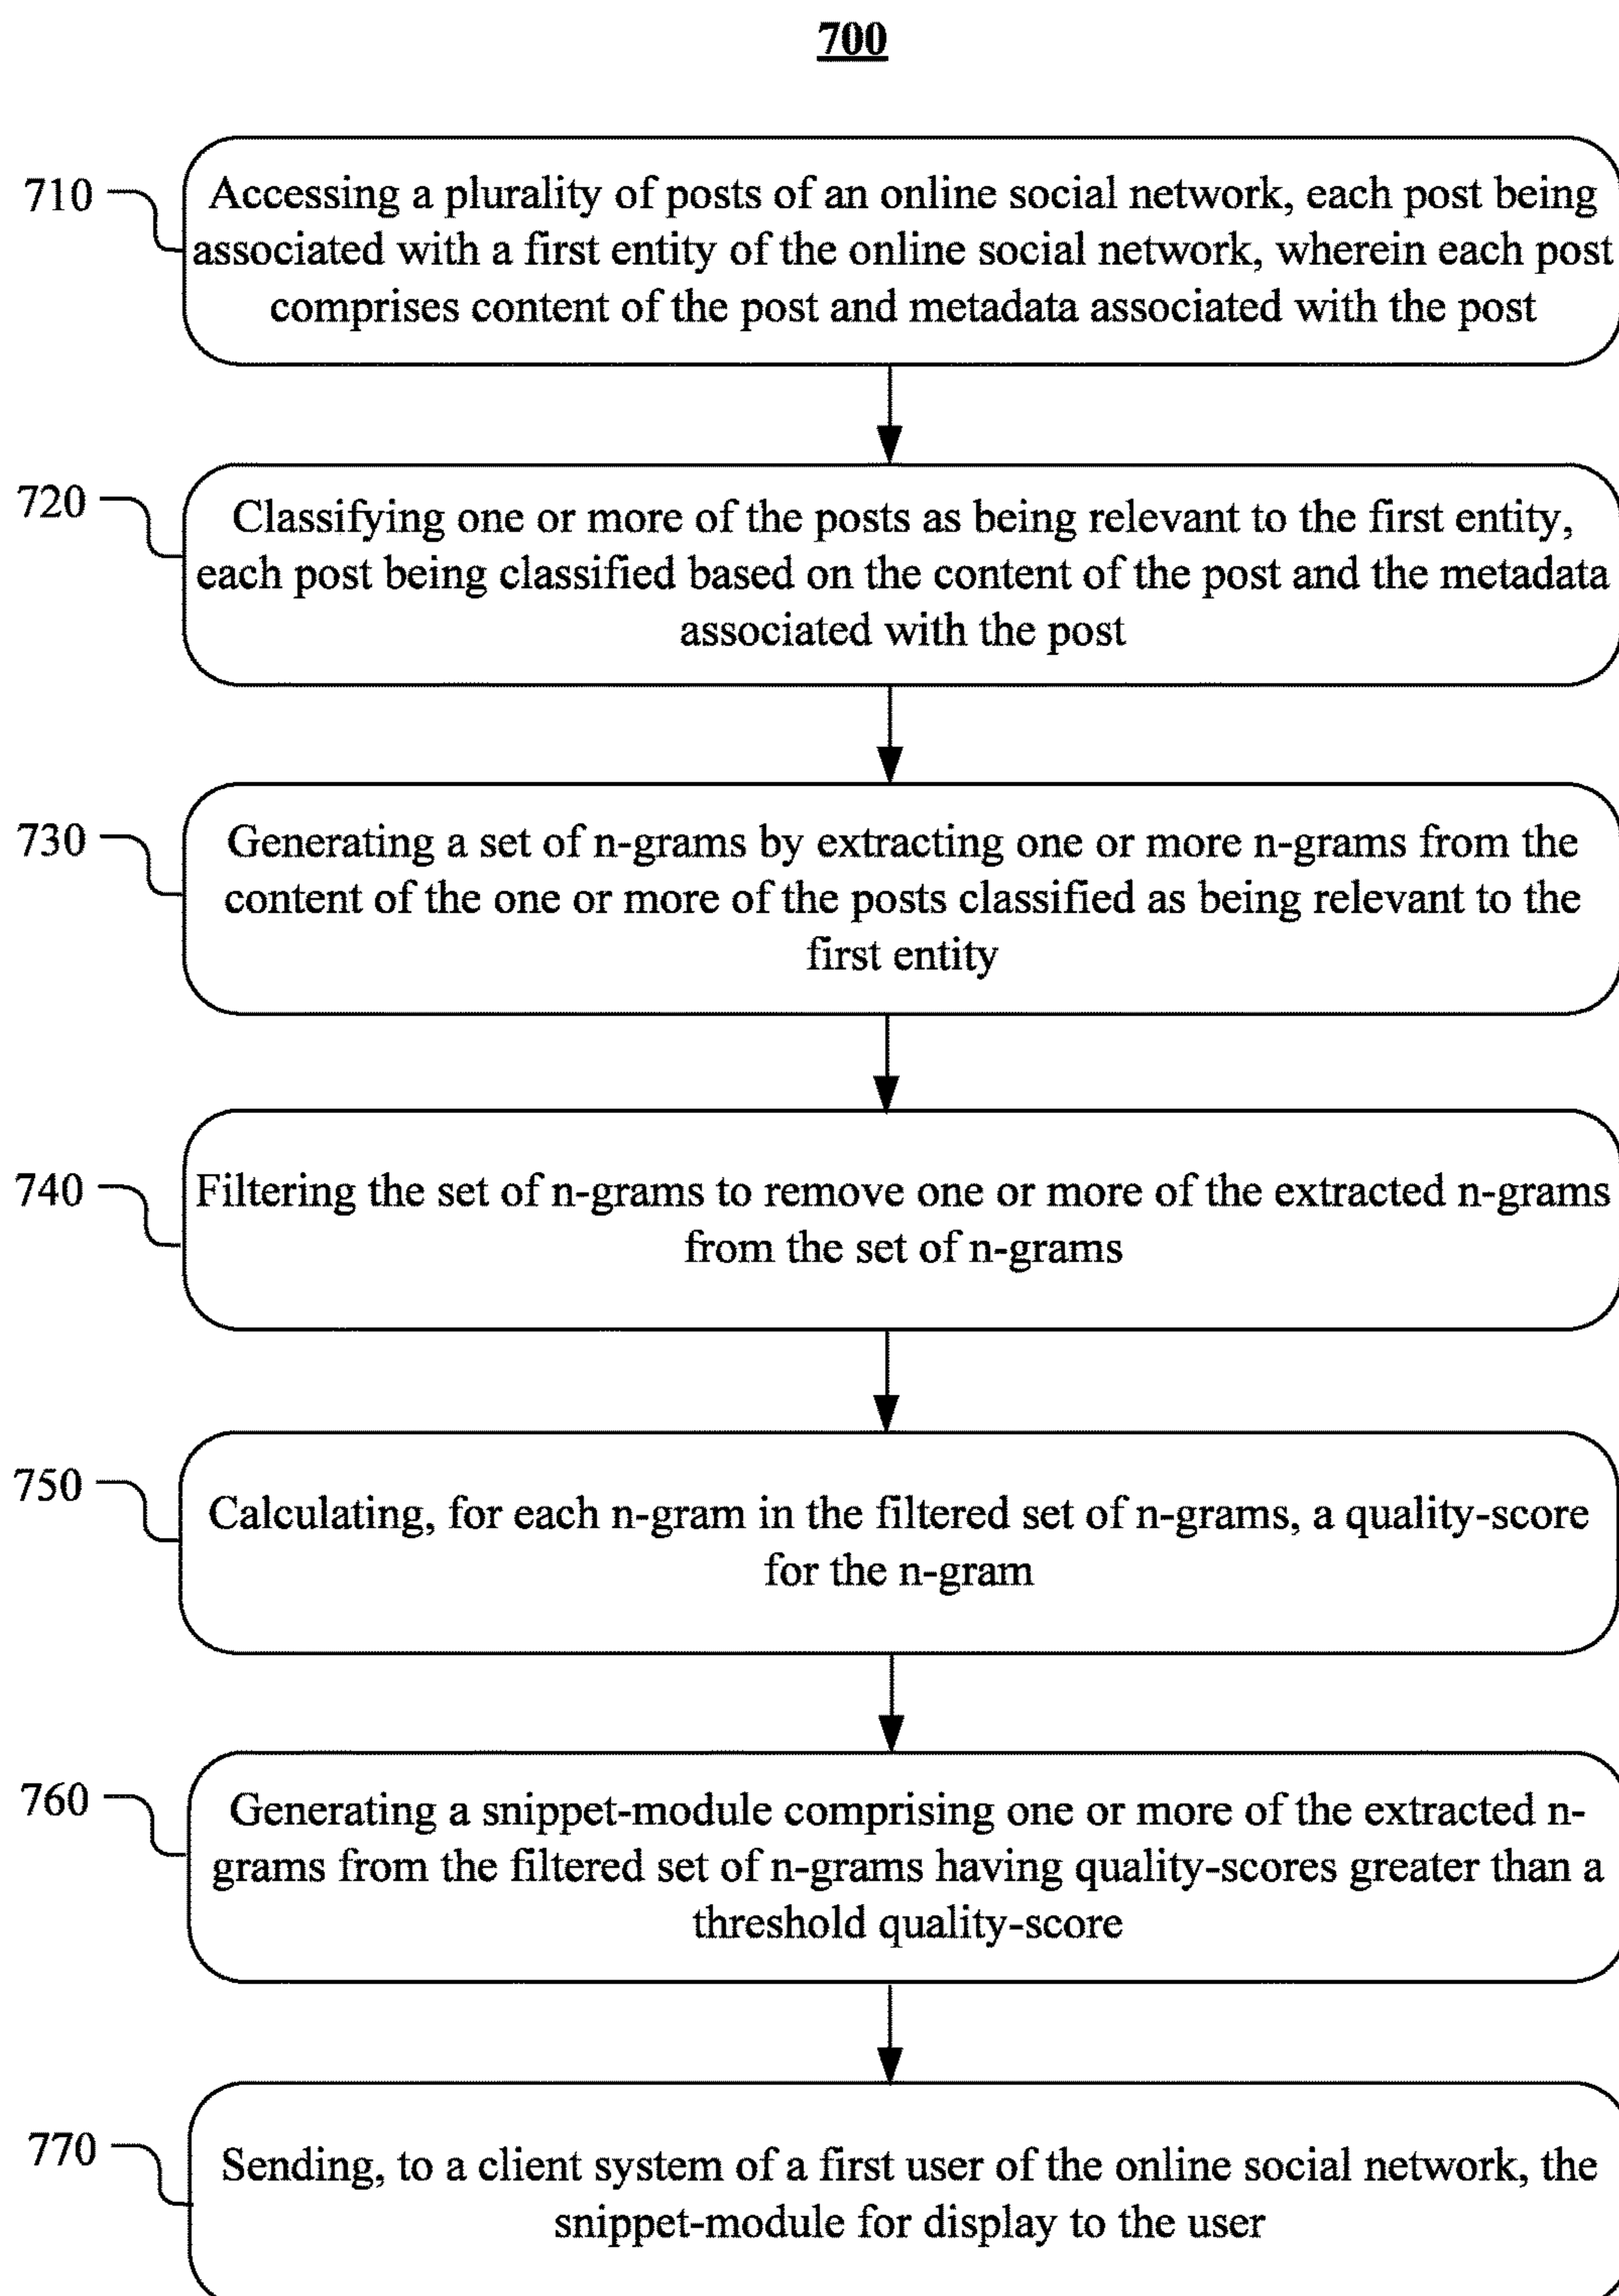 700
710
Accessing a plurality of posts of an online social network, each post being
associated with a first entity of the online social network, wherein each post
comprises content of the post and metadata associated with the post
720
Classifying one or more of the posts as being relevant to the first entity,
each post being classified based on the content of the post and the metadata
associated with the post
730
Generating a set of n-grams by extracting one or more n-grams from the
content of the one or more of the posts classified as being relevant to the
first entity
740
Filtering the set of n-grams to remove one or more of the extracted n-grams
from the set of n-grams
750
Calculating, for each n-gram in the filtered set of n-grams, a quality-score
for the n-gram
760
Generating a snippet-module comprising one or more of the extracted n-
grams from the filtered set of n-grams having quality-scores greater than a
threshold quality-score
770
Sending, to a client system of a first user of the online social network, the
snippet-module for display to the user